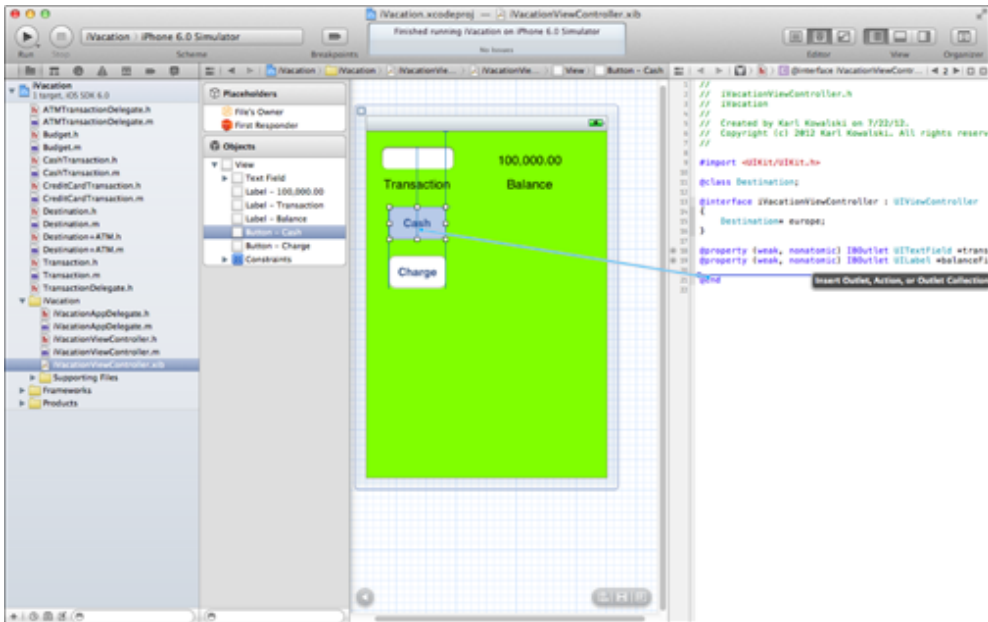 iVacation.xcodeproj — iVacationViewController.xib
iVacation iPhone 6.0 Simulator
Finished running iVacation on iPhone 6.0 Simulator
No Issues
Run Stop Scheme Breakpoints Editor View Organizer
iVacation iVacation iVacationVie... iVacationVie... View Button - Cash
@interface iVacationViewContr... 2
iVacation
1 target, iOS SDK 6.0
ATMTransactionDelegate.h
ATMTransactionDelegate.m
Budget.h
Budget.m
CashTransaction.h
CashTransaction.m
CreditCardTransaction.h
CreditCardTransaction.m
Destination.h
Destination.m
Destination+ATM.h
Destination+ATM.m
Transaction.h
Transaction.m
TransactionDelegate.h
iVacation
iVacationAppDelegate.h
iVacationAppDelegate.m
iVacationViewController.h
iVacationViewController.m
iVacationViewController.xib
Supporting Files
Frameworks
Products
Placeholders
File's Owner
First Responder
Objects
View
Text Field
Label - 100,000.00
Label - Transaction
Label - Balance
Button - Cash
Button - Charge
Constraints
100,000.00
Transaction Balance
Cash
Charge
//
// iVacationViewController.h
// iVacation
//
// Created by Karl Kowalski on 7/22/12.
// Copyright (c) 2012 Karl Kowalski. All rights reserv
//
#import <UIKit/UIKit.h>
@class Destination;
@interface iVacationViewController : UIViewController
{
Destination* europe;
}
@property (weak, nonatomic) IBOutlet UITextField *trans
@property (weak, nonatomic) IBOutlet UILabel *balanceFi
Insert Outlet, Action, or Outlet Collection
@end